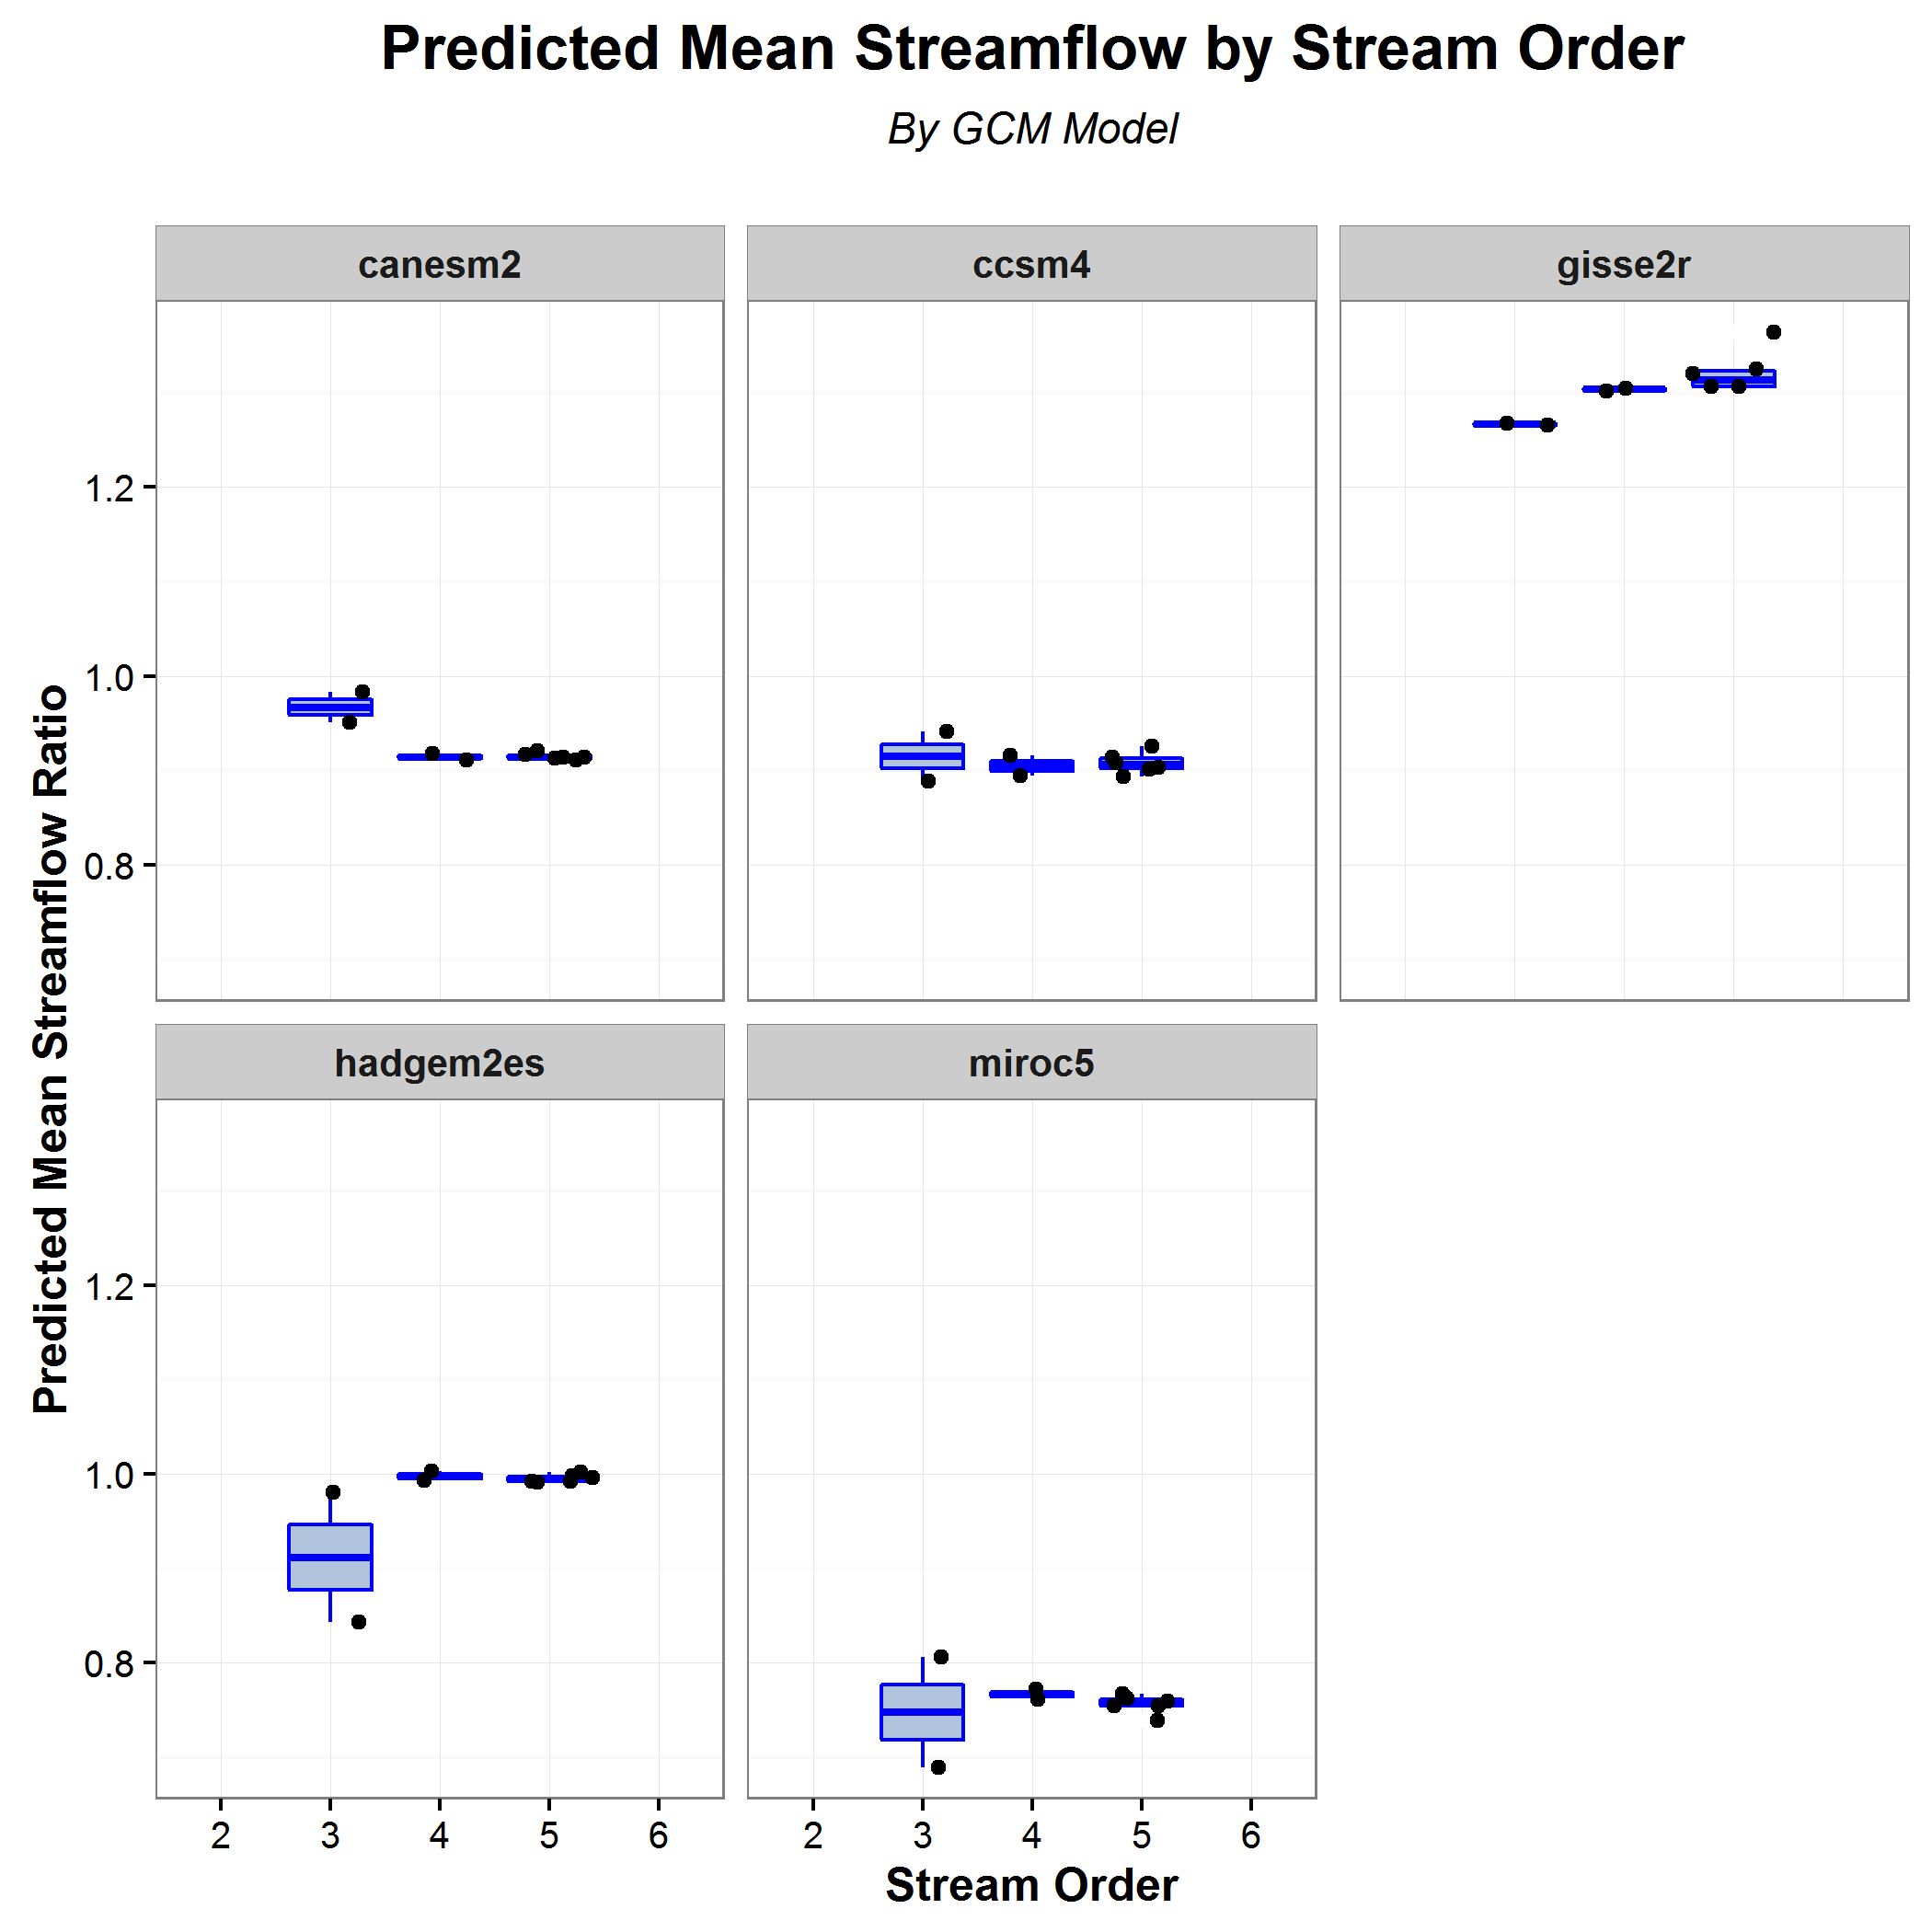 Predicted Mean Streamflow by Stream Order
By GCM Model
canesm2
ccsm4
gisse2r
1.2
1.0
0.8
Predicted Mean Streamflow Ratio
hadgem2es
miroc5
1.2
1.0
0.8
2 3 4 5 6
2 3 4 5 6
Stream Order